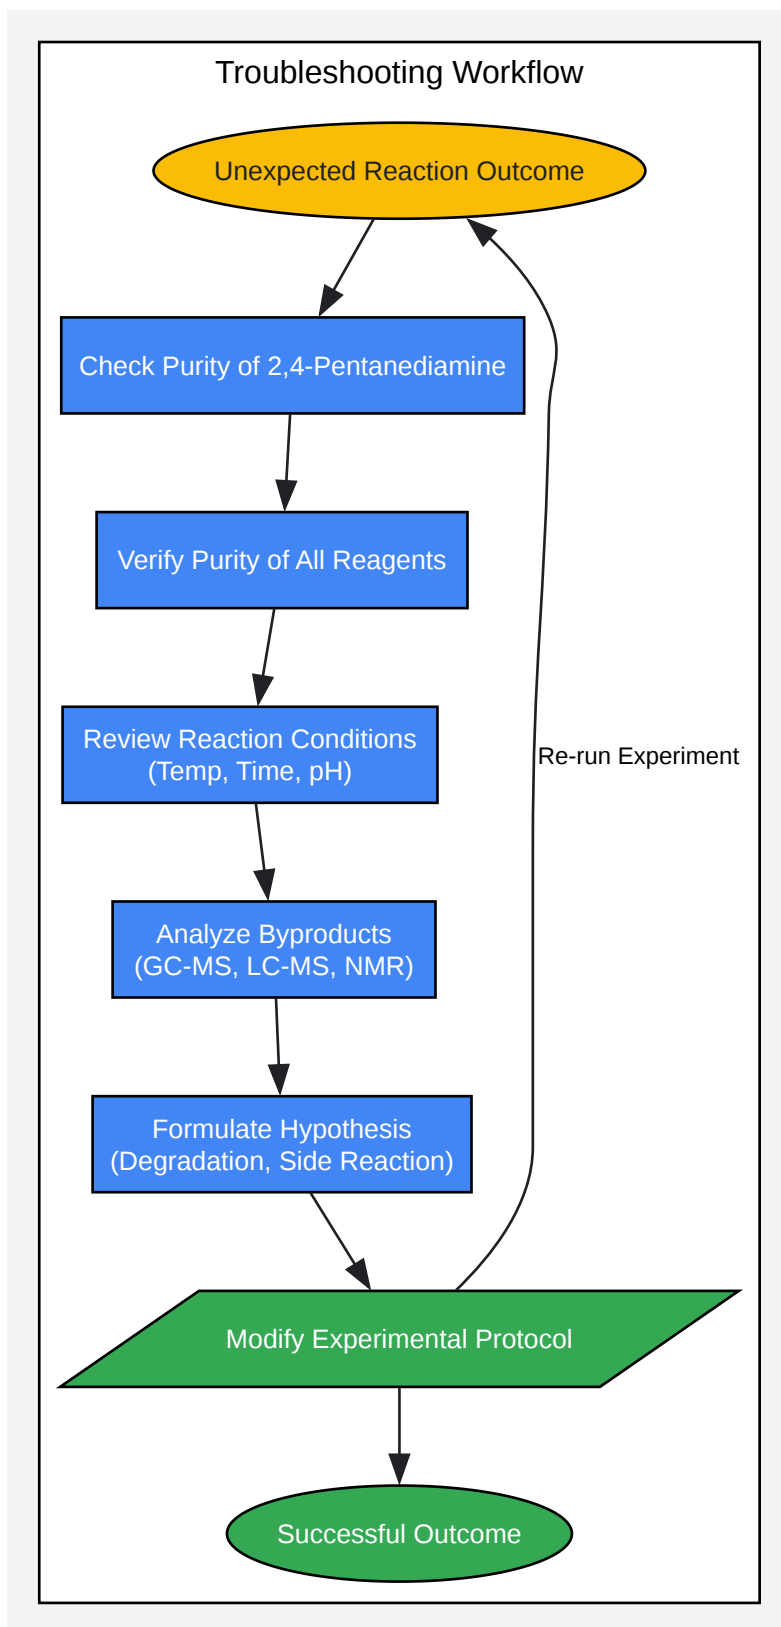 Troubleshooting Workflow
Unexpected Reaction Outcome
Check Purity of 2,4-Pentanediamine
Verify Purity of All Reagents
Review Reaction Conditions
(Temp, Time, pH)
Re-run Experiment
Analyze Byproducts
(GC-MS, LC-MS, NMR)
Formulate Hypothesis
(Degradation, Side Reaction)
Modify Experimental Protocol
Successful Outcome